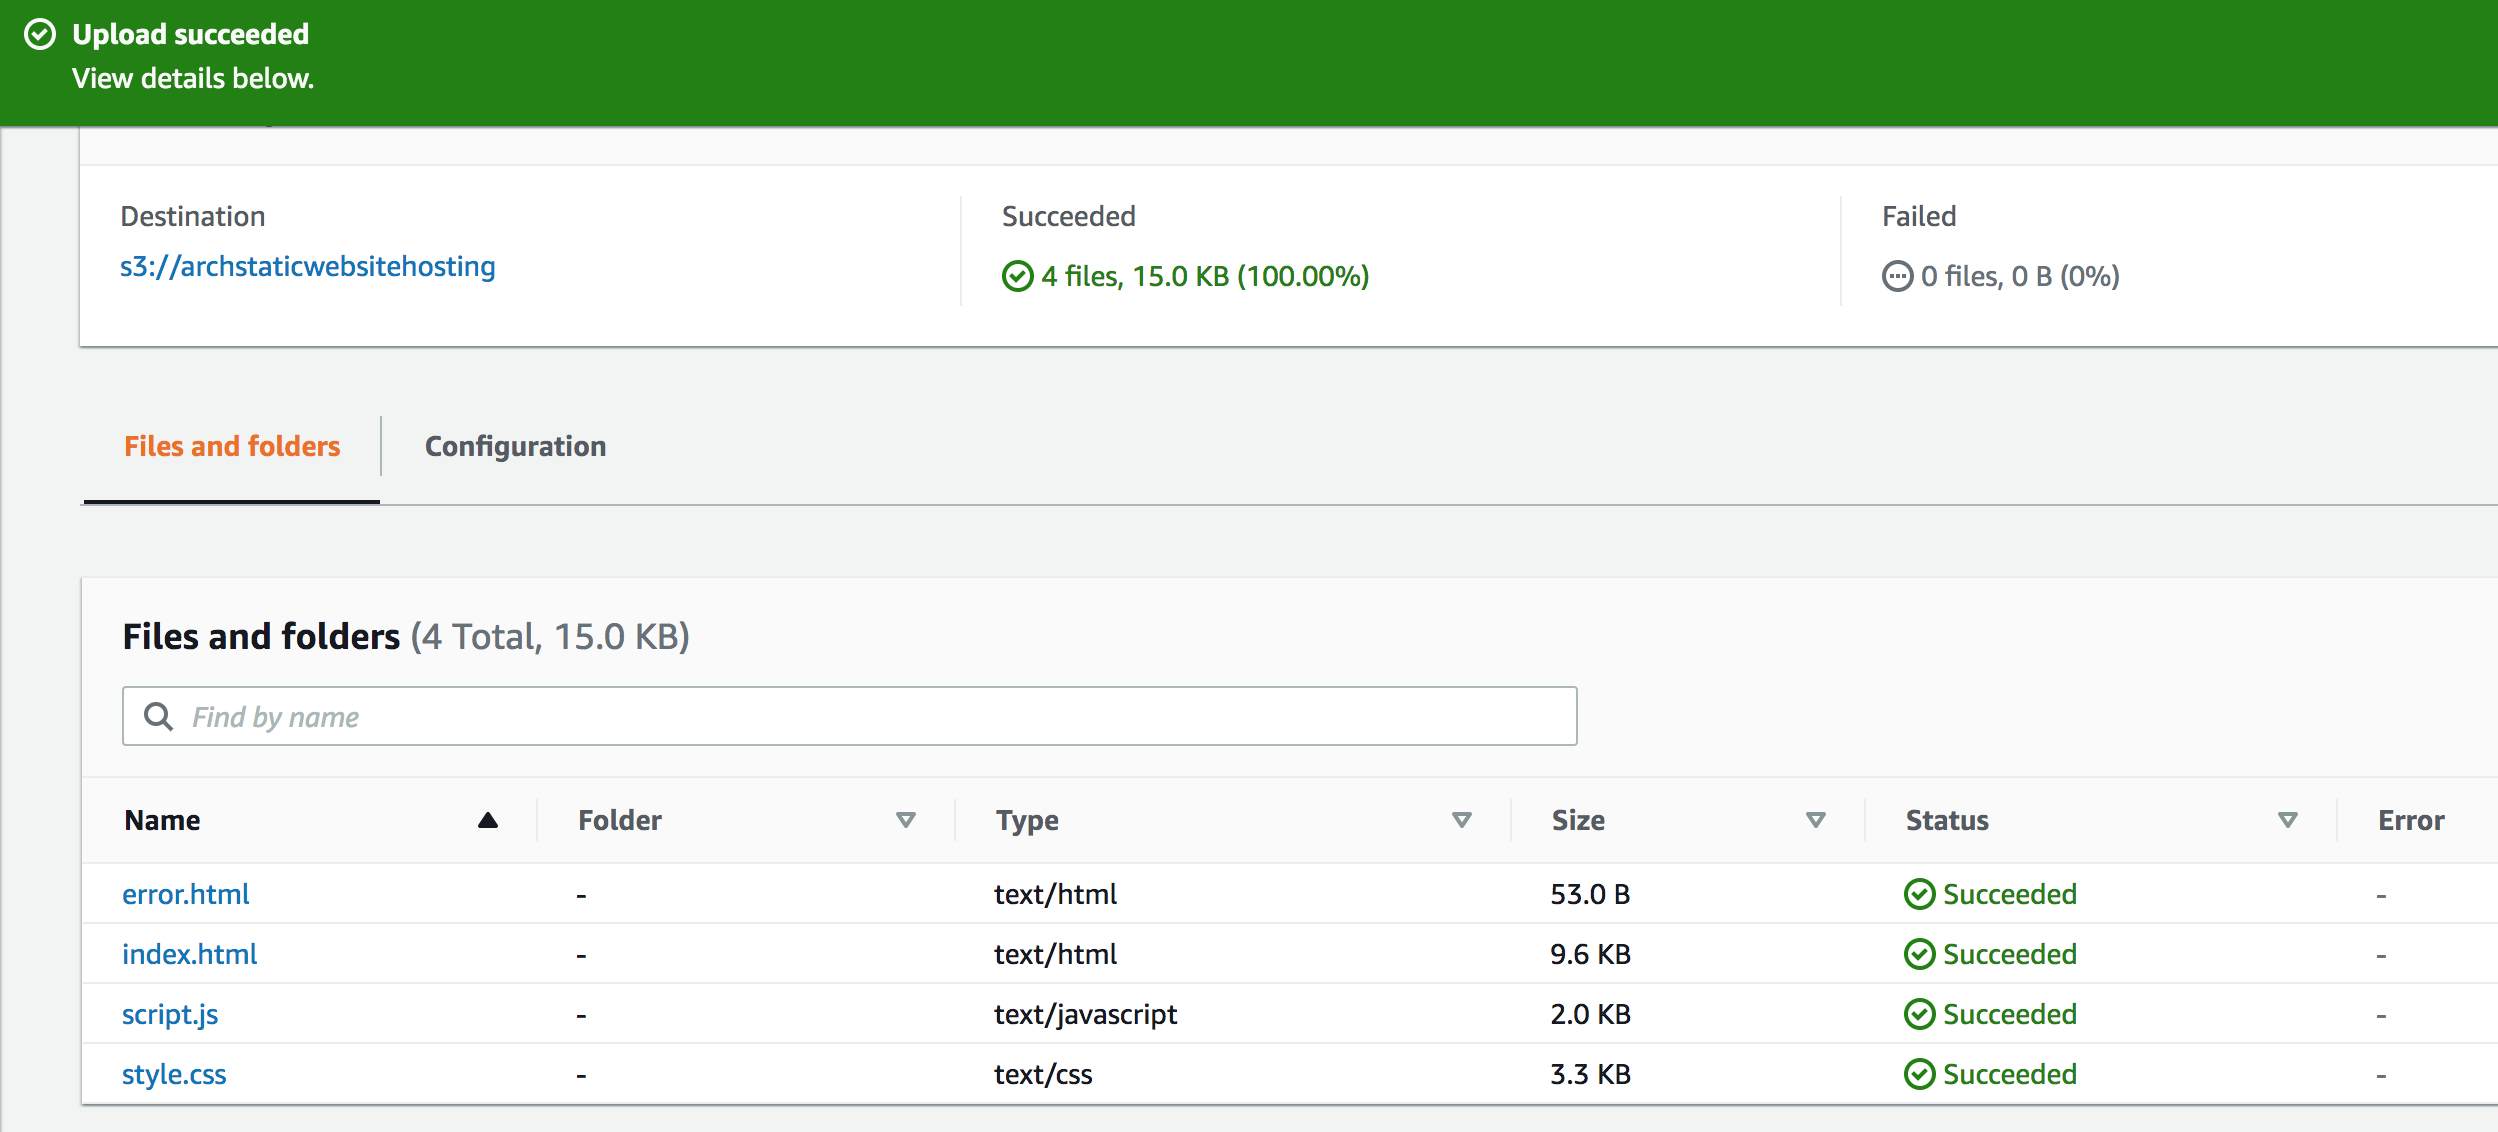 Upload succeeded
View details below.
Destination
s3://archstaticwebsitehosting
Succeeded
4 files, 15.0 KB (100.00%)
Failed
0 files, 0 B (0%)
Files and folders
Configuration
Files and folders (4 Total, 15.0 KB)
Find by name
Name Folder Type Size Status Error
error.html - text/html 53.0 B Succeeded -
index.html - text/html 9.6 KB Succeeded -
script.js - text/javascript 2.0 KB Succeeded -
style.css - text/css 3.3 KB Succeeded -